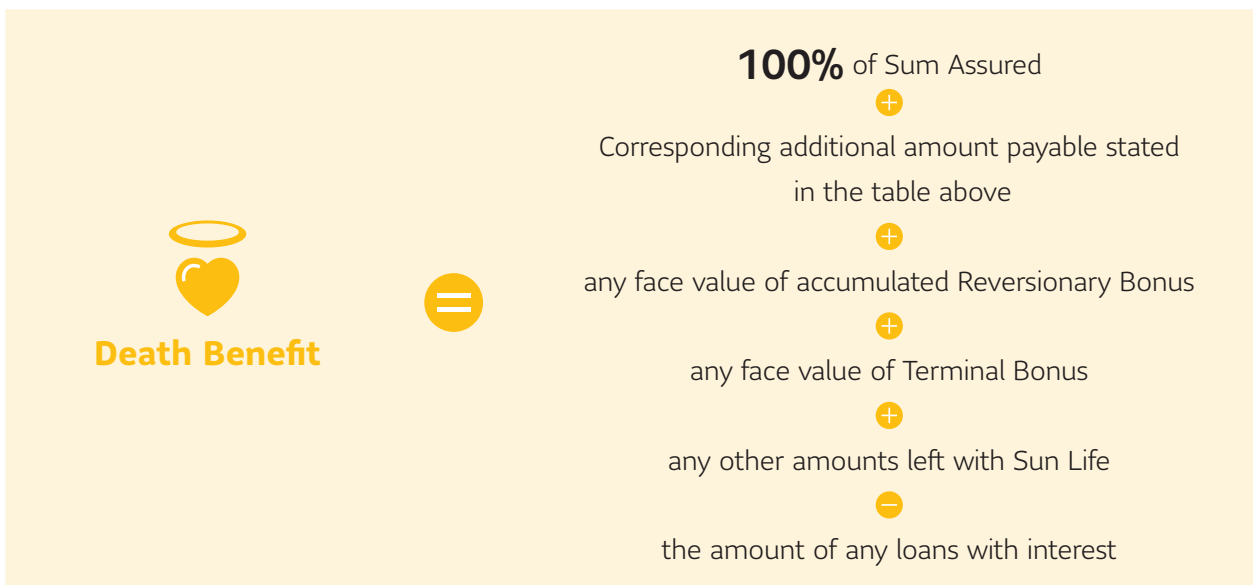 Death Benefit
=
100% of Sum Assured
+
Corresponding additional amount payable stated
in the table above
+
any face value of accumulated Reversionary Bonus
+
any face value of Terminal Bonus
+
any other amounts left with Sun Life
−
the amount of any loans with interest